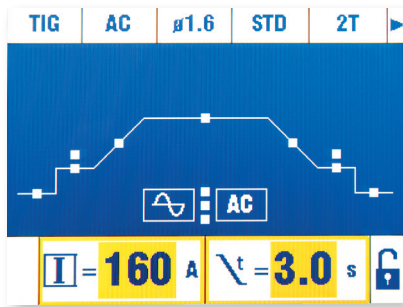 TIG AC ø1.6 STD 2T
AC
I = 160 A t = 3.0 s